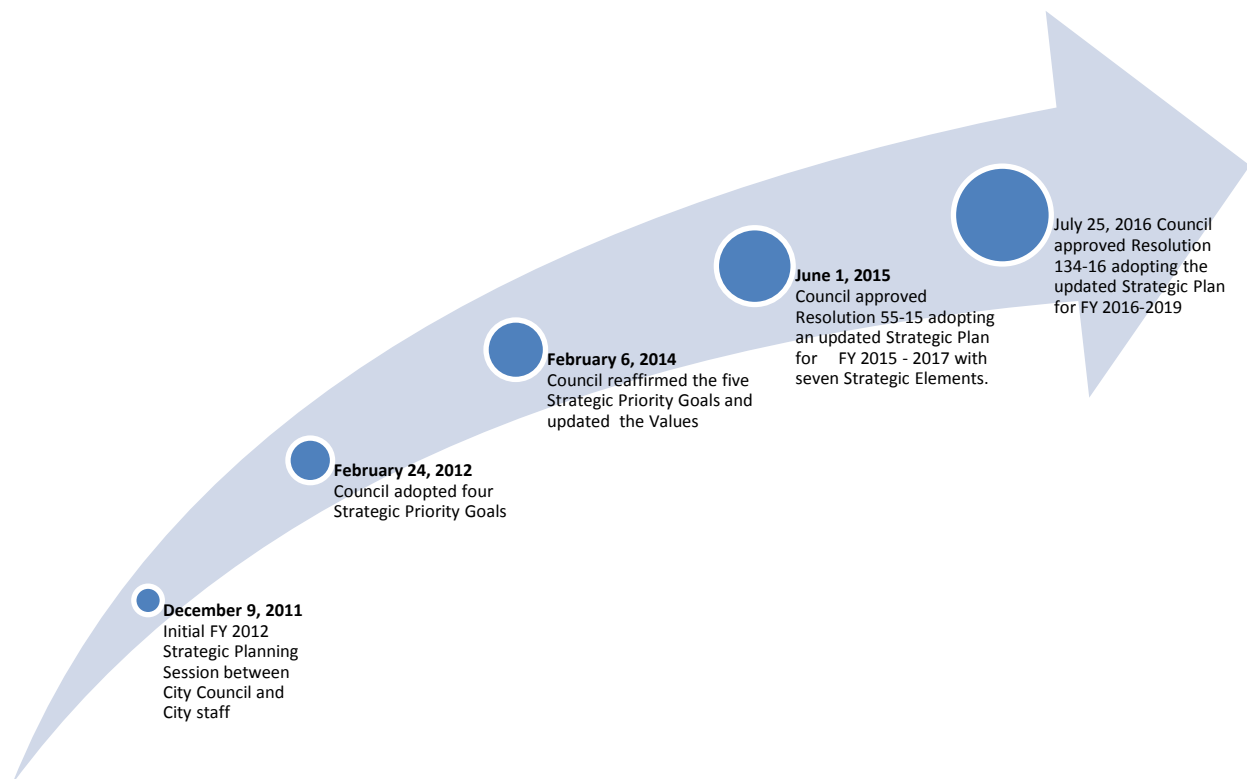 December 9, 2011
Initial FY 2012
Strategic Planning
Session between
City Council and
City staff
February 24, 2012
Council adopted four
Strategic Priority Goals
February 6, 2014
Council reaffirmed the five
Strategic Priority Goals and
updated  the Values
June 1, 2015
Council approved
Resolution 55-15 adopting
an updated Strategic Plan
for    FY 2015 - 2017 with
seven Strategic Elements.
July 25, 2016 Council
approved Resolution
134-16 adopting the
updated Strategic Plan
for FY 2016-2019